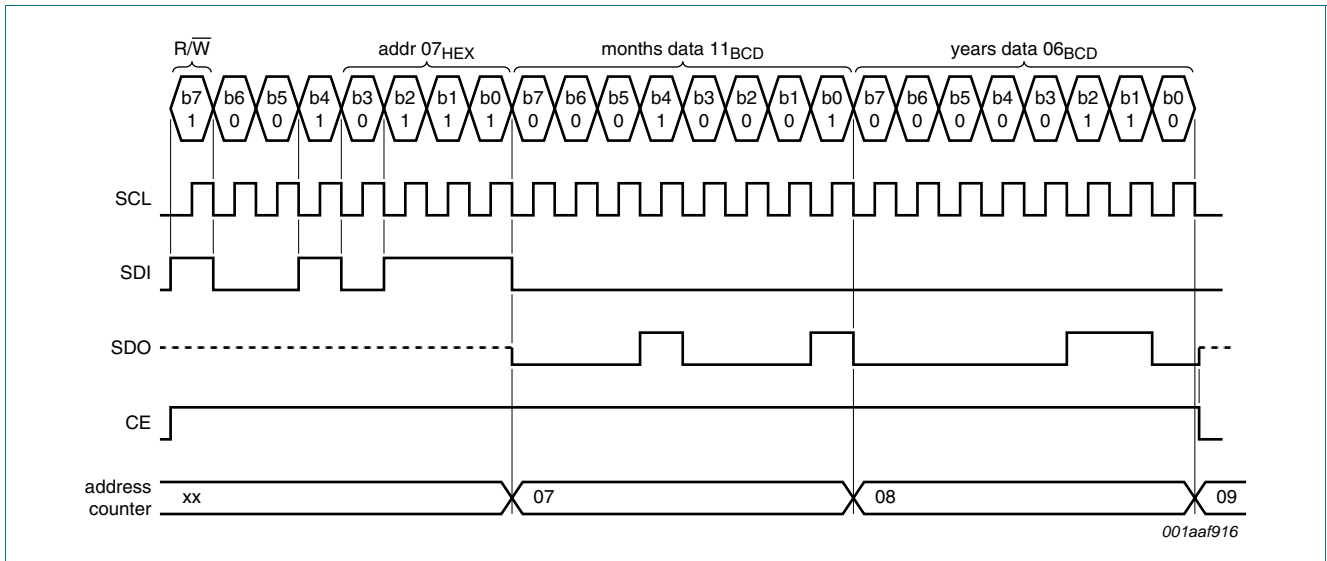 R/W addr 07HEX months data 11BCD years data 06BCD
b7 b6 b5 b4 b3 b2 b1 b0 b7 b6 b5 b4 b3 b2 b1 b0 b7 b6 b5 b4 b3 b2 b1 b0
1 0 0 1 0 1 1 1 0 0 0 1 0 0 0 1 0 0 0 0 0 1 1 0
SCL
SDI
SDO
CE
address
counter
xx 07 08 09
001aaf916